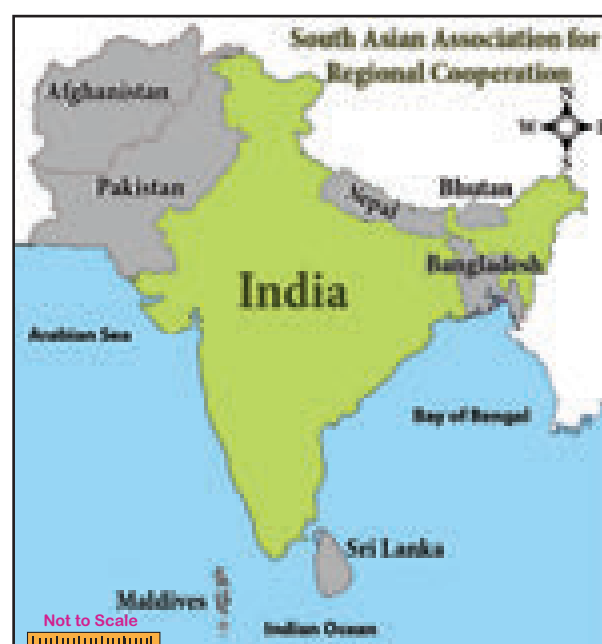 South Asian Association for
Regional Cooperation
N
W
S
Afghanistan
Pakistan
Nepal
Bhutan
Bangladesh
India
Arabian Sea
Bay of Bengal
Sri Lanka
Maldives
Not to Scale
Indian Ocean